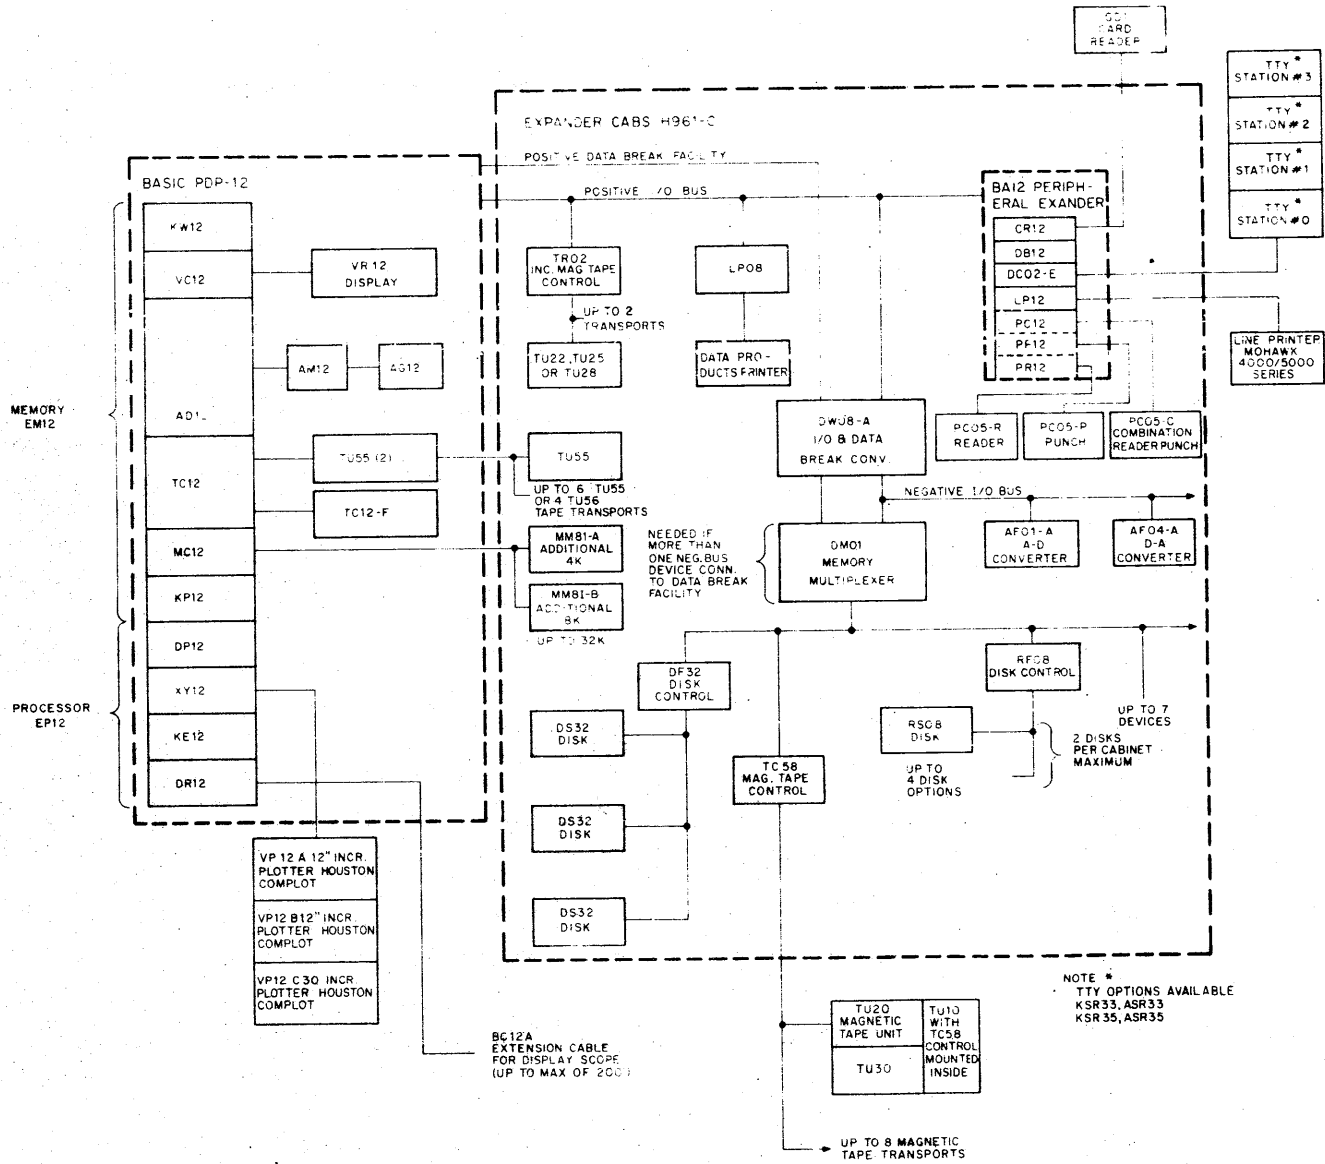 CARD
READER
TTY *
STATION #3
TTY *
STATION #2
TTY *
STATION #1
TTY *
STATION #0
EXPANDER CABS H961-C
POSITIVE DATA BREAK FACILITY
BASIC PDP-12
POSITIVE I/O BUS
BA12 PERIPH-
ERAL EXANDER
KW12
VC12
VR12
DISPLAY
TR02
INC. MAG TAPE
CONTROL
LP08
CR12
DB12
DC02-E
LP12
PC12
PP12
PR12
UP TO 2
TRANSPORTS
TU22, TU25
OR TU28
DATA PRO-
DUCTS PRINTER
LINE PRINTER
MOHAWK
4000/5000
SERIES
AM12
AG12
MEMORY
EM12
DW08-A
I/O & DATA
BREAK CONV.
PC05-R
READER
PC05-P
PUNCH
PC05-C
COMBINATION
READER PUNCH
TC12
TU55 (2)
TU55
UP TO 6 TU55
OR 4 TU56
TAPE TRANSPORTS
TC12-F
NEGATIVE I/O BUS
MC12
MM81-A
ADDITIONAL
4K
NEEDED IF
MORE THAN
ONE NEG. BUS
DEVICE CONN.
TO DATA BREAK
FACILITY
DM01
MEMORY
MULTIPLEXER
AF01-A
A-D
CONVERTER
AF04-A
D-A
CONVERTER
KP12
MM81-B
ADDITIONAL
8K
UP TO 32K
DP12
XY12
KE12
DR12
PROCESSOR
EP12
DF32
DISK
CONTROL
RF08
DISK CONTROL
UP TO 7
DEVICES
DS32
DISK
RS08
DISK
2 DISKS
PER CABINET
MAXIMUM
TC58
MAG. TAPE
CONTROL
UP TO
4 DISK
OPTIONS
DS32
DISK
DS32
DISK
VP 12 A 12" INCR.
PLOTTER HOUSTON
COMPLOT
VP12 B12" INCR.
PLOTTER HOUSTON
COMPLOT
VP12 C30 INCR.
PLOTTER HOUSTON
COMPLOT
NOTE *
TTY OPTIONS AVAILABLE
KSR33, ASR33
KSR35, ASR35
BC12A
EXTENSION CABLE
FOR DISPLAY SCOPE
(UP TO MAX OF
TU20
MAGNETIC
TAPE UNIT
TU30
TU10
WITH
TC58
CONTROL
MOUNTED
INSIDE
UP TO 8 MAGNETIC
TAPE TRANSPORTS